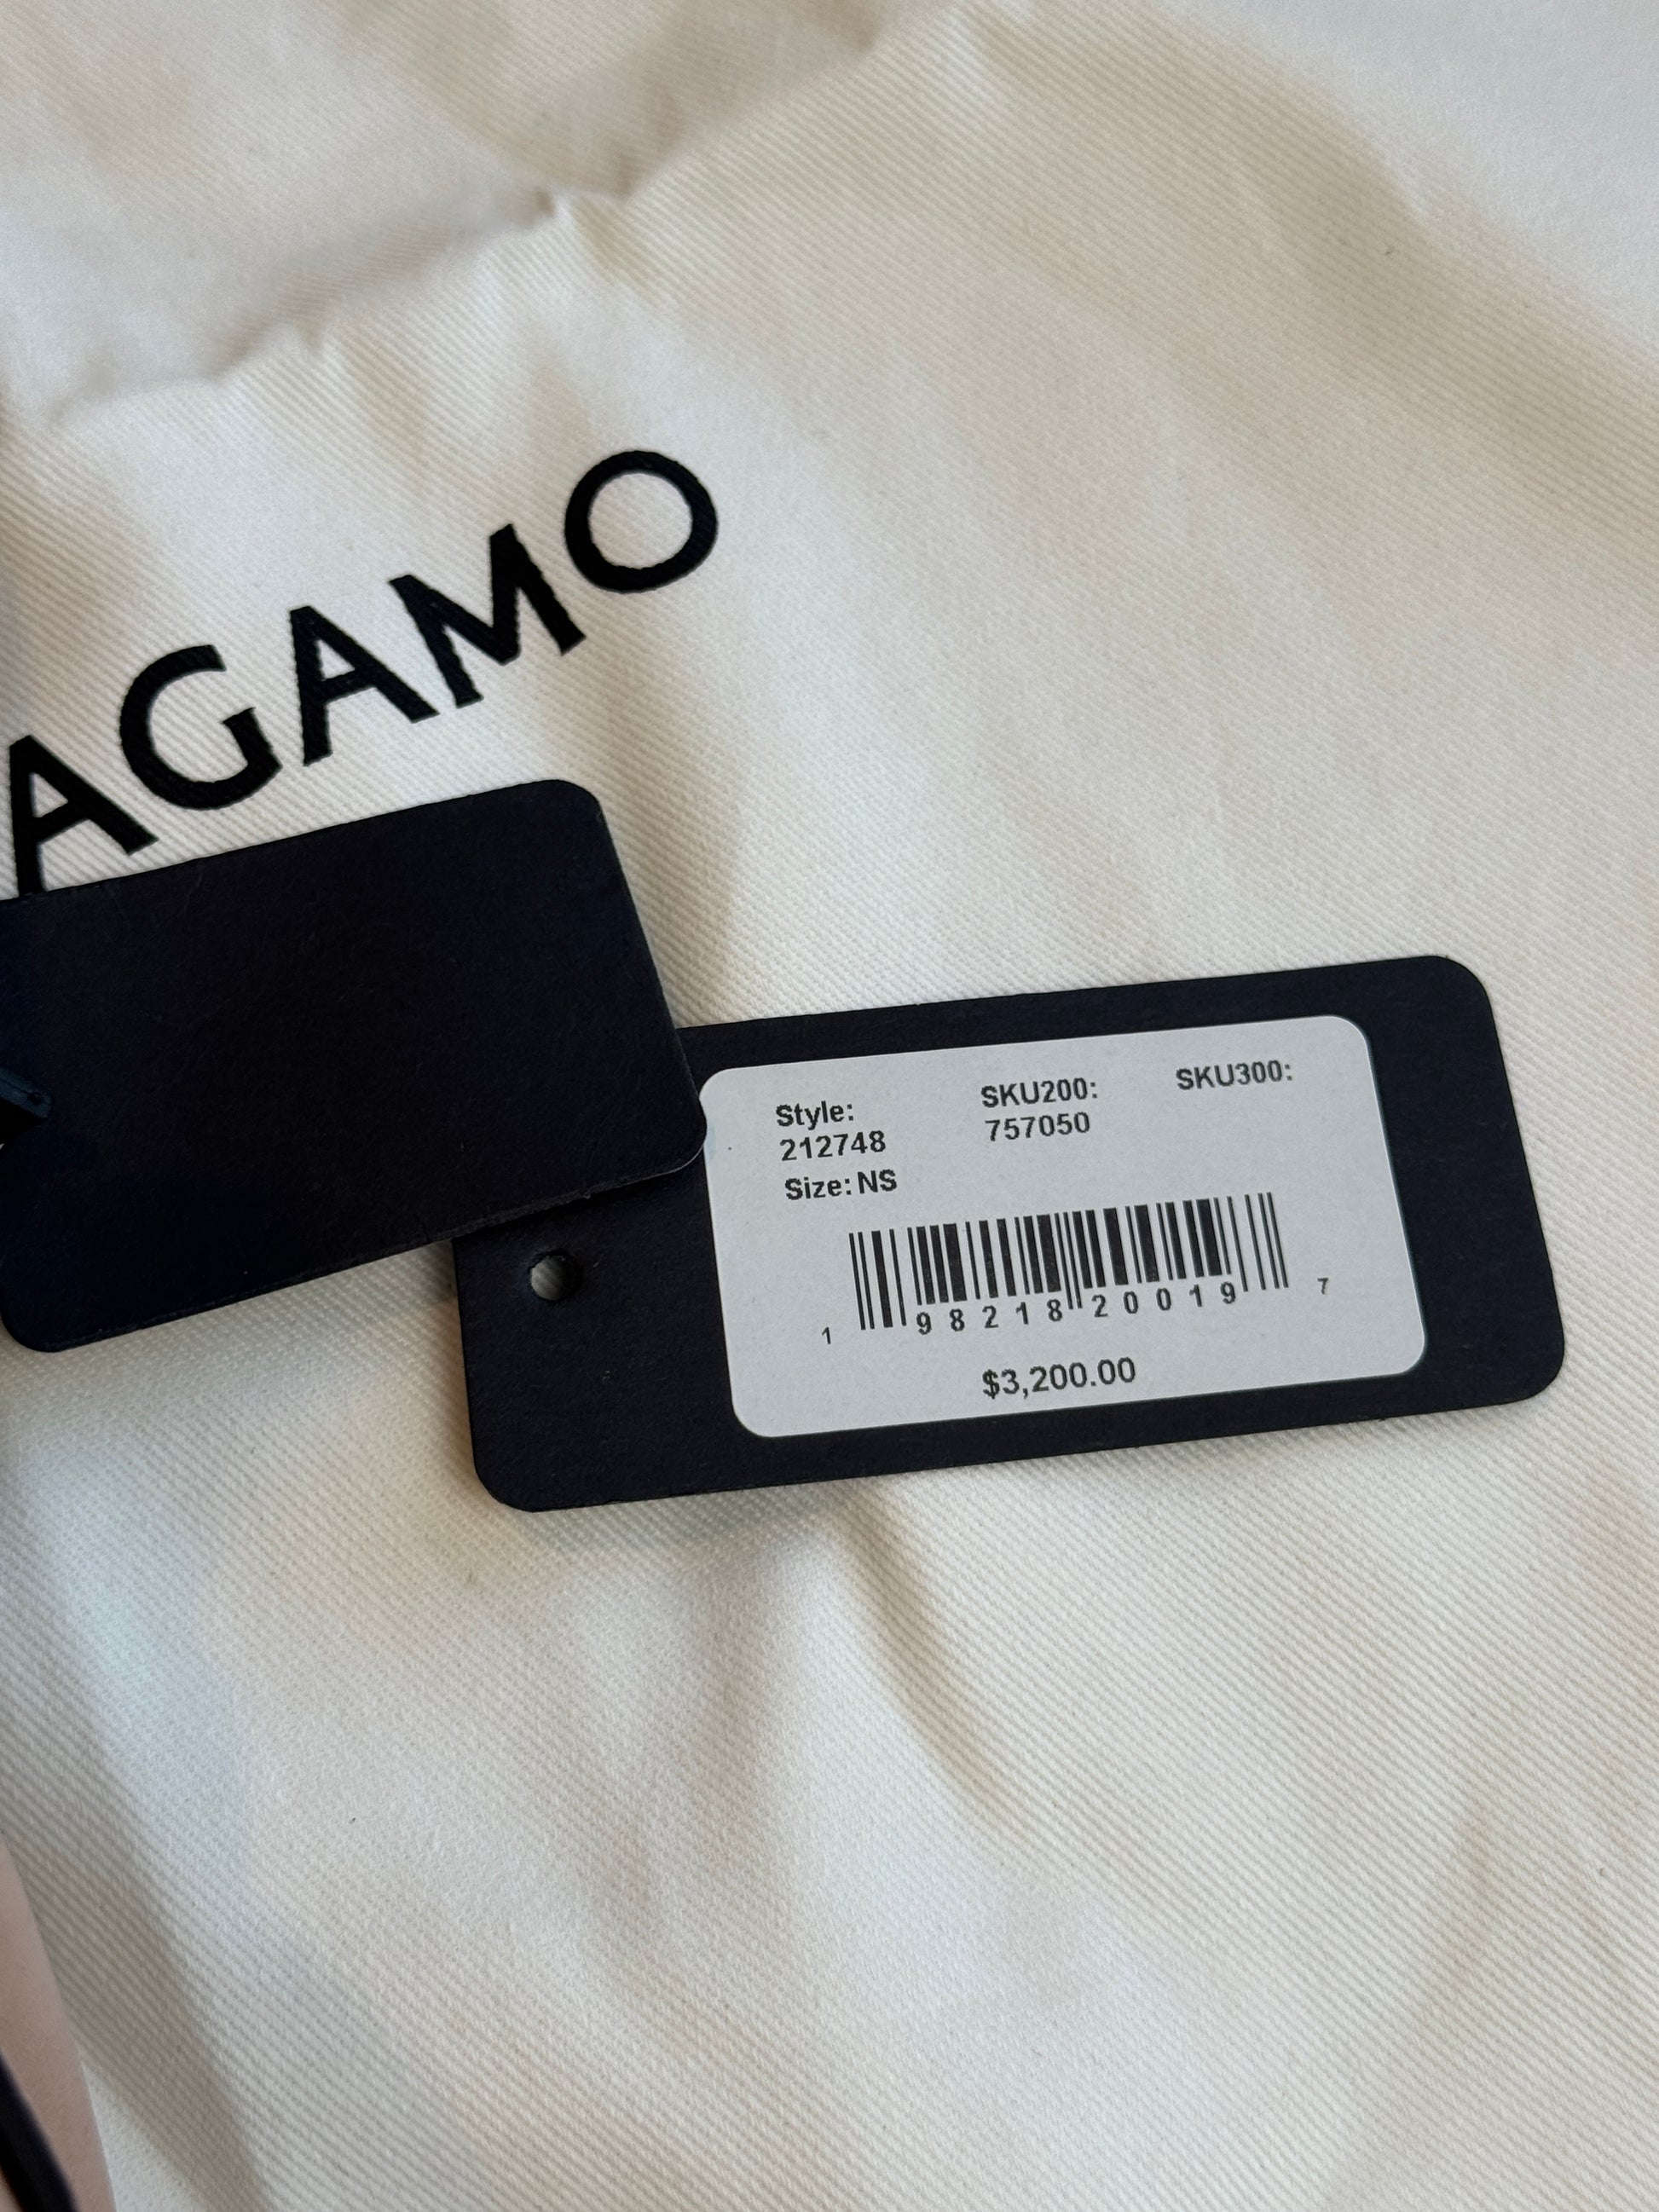 AGAMO
Style: SKU200: SKU300:
212748 757050
Size: NS
1 98218 20019 7
$3,200.00